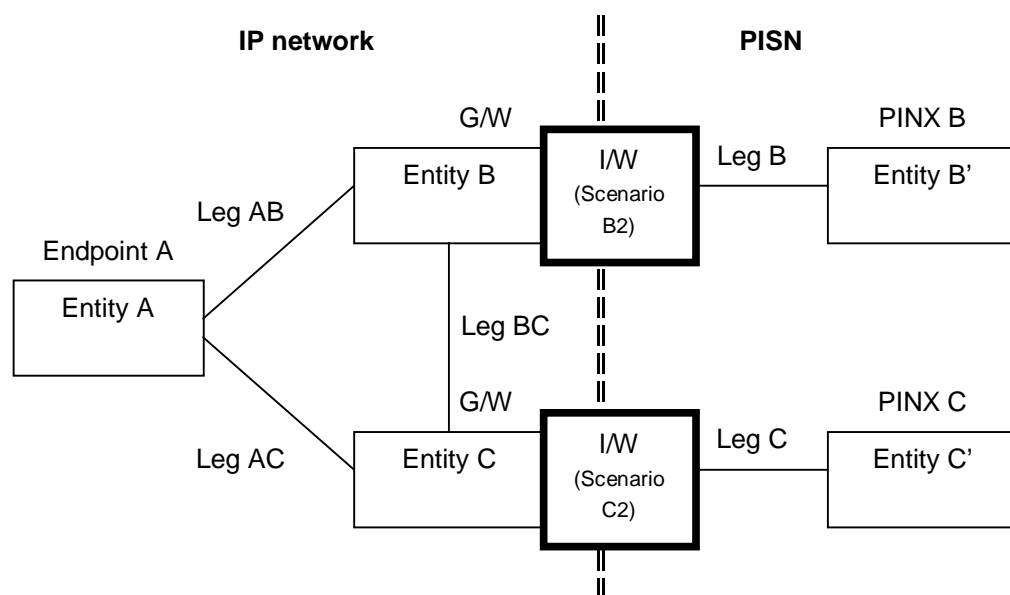 IP network
PISN
G/W
PINX B
I/W
(Scenario
B2)
Leg B
Entity B
Entity B’
Leg AB
Endpoint A
Entity A
Leg BC
G/W
PINX C
I/W
(Scenario
C2)
Leg C
Leg AC
Entity C
Entity C’